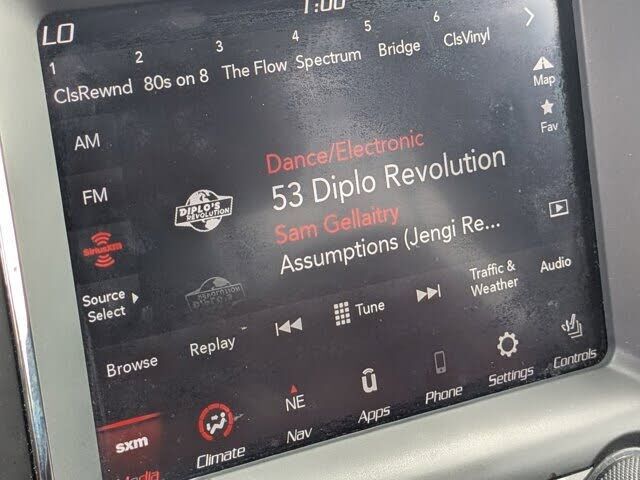 LO
1:00
1 2 3 4 5 6
ClsRewnd 80s on 8 The Flow Spectrum Bridge ClsVinyl
Map
Fav
AM
FM
SiriusXM
Source
Select
Dance/Electronic
DIPLO'S
REVOLUTION
53 Diplo Revolution
Sam Gellaitry
Assumptions (Jengi Re...
Browse
Replay
Tune
Traffic &
Weather
Audio
sxm
Media
Climate
NE
Nav
u
Apps
Phone
Settings
Controls